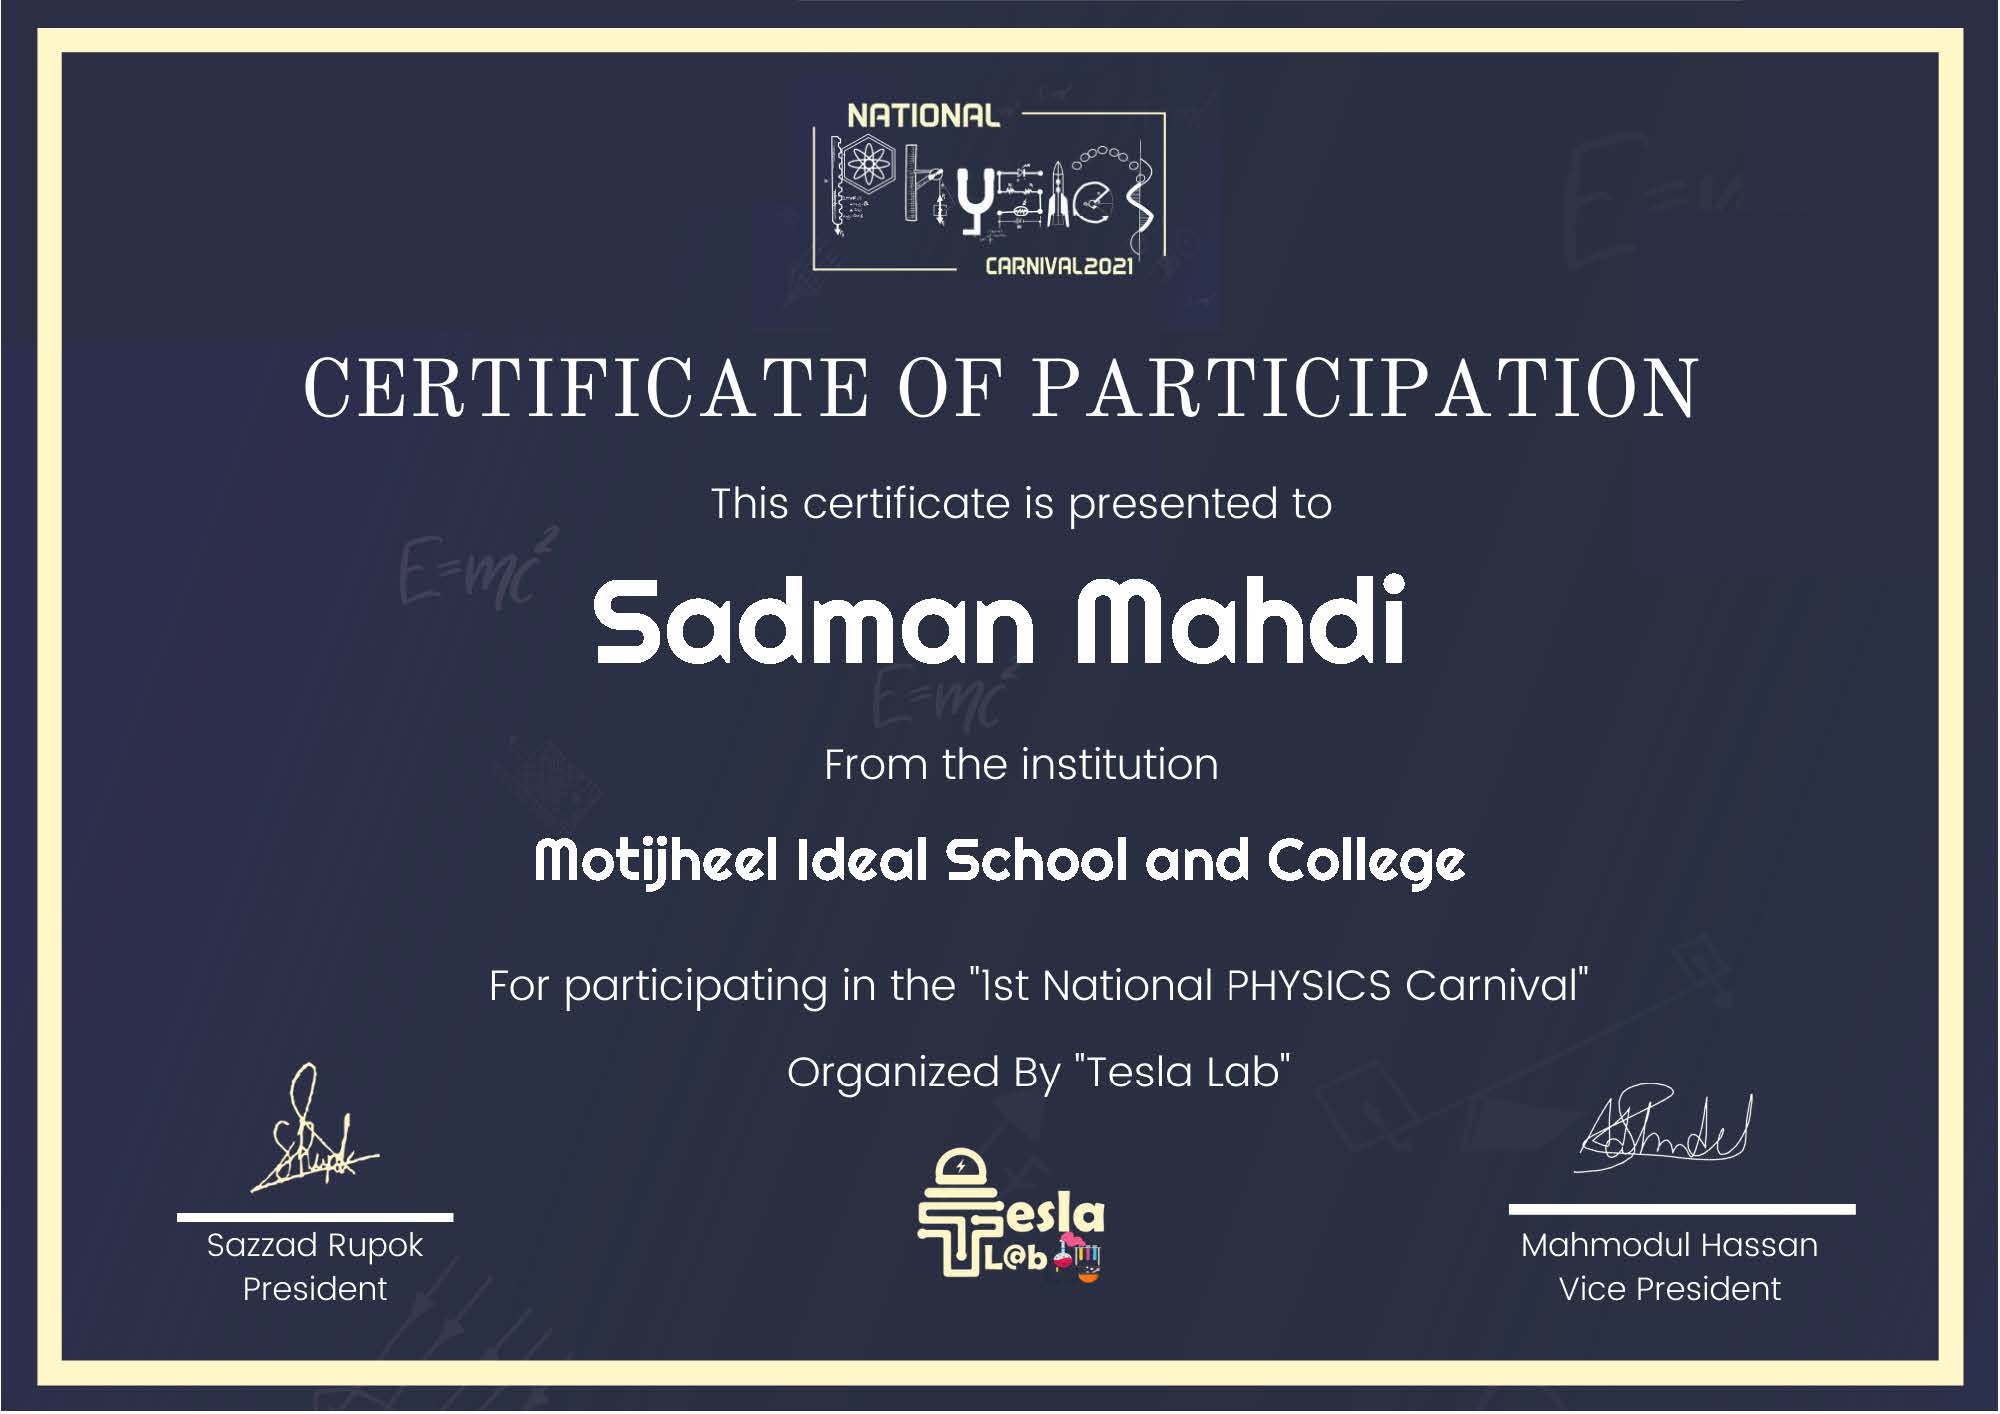 NATIONAL
Physics
CARNIVAL2021
CERTIFICATE OF PARTICIPATION
This certificate is presented to
E=mc²
Sadman Mahdi
E=mc²
From the institution
Motijheel Ideal School and College
For participating in the "1st National PHYSICS Carnival"
Organized By "Tesla Lab"
Tesla
L@b
Sazzad Rupok
President
Mahmodul Hassan
Vice President